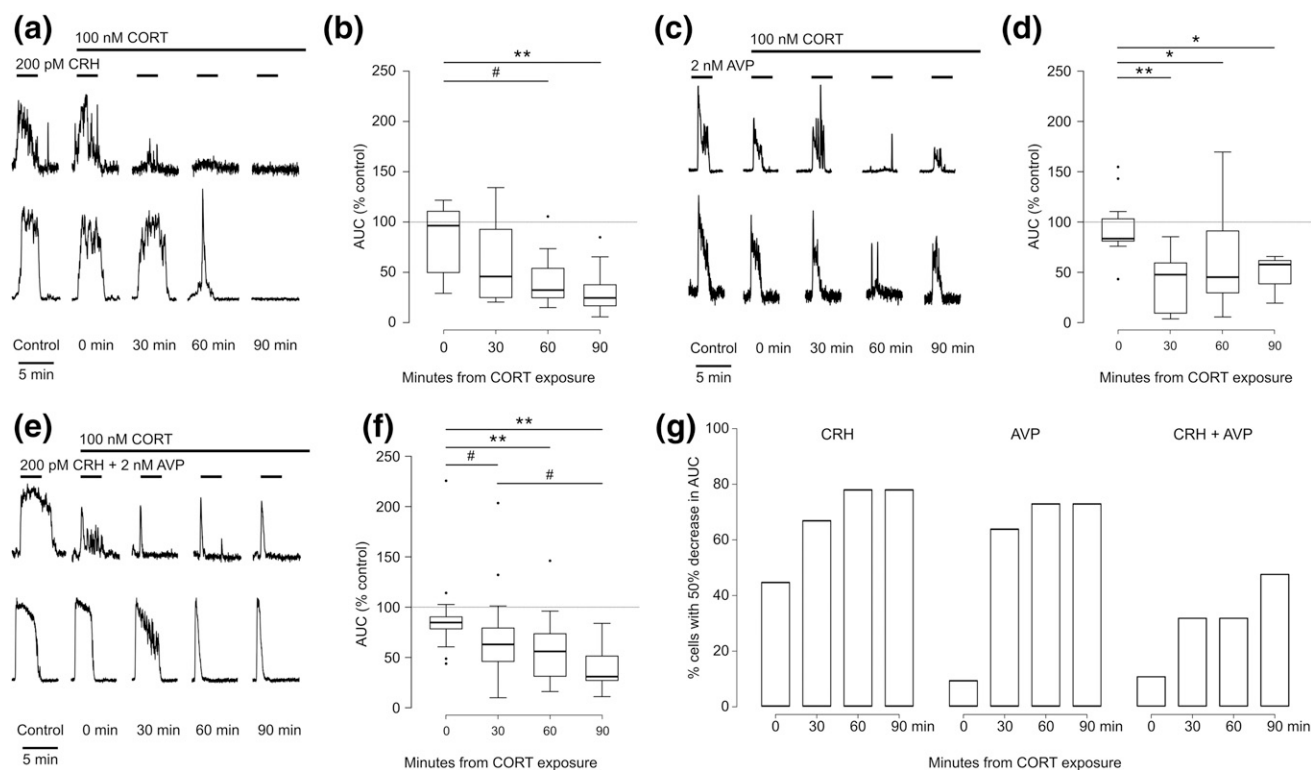 (a)
100 nM CORT
200 pM CRH
Control 0 min 30 min 60 min 90 min
5 min
(b)
**
#
250
200
150
100
50
0
AUC (% control)
0 30 60 90
Minutes from CORT exposure
(c)
100 nM CORT
2 nM AVP
Control 0 min 30 min 60 min 90 min
5 min
(d)
*
*
**
250
200
150
100
50
0
AUC (% control)
0 30 60 90
Minutes from CORT exposure
(e)
100 nM CORT
200 pM CRH + 2 nM AVP
Control 0 min 30 min 60 min 90 min
5 min
(f)
**
**
#
#
250
200
150
100
50
0
AUC (% control)
0 30 60 90
Minutes from CORT exposure
(g)
CRH AVP CRH + AVP
100
80
60
40
20
0
% cells with 50% decrease in AUC
0 30 60 90 min 0 30 60 90 min 0 30 60 90 min
Minutes from CORT exposure